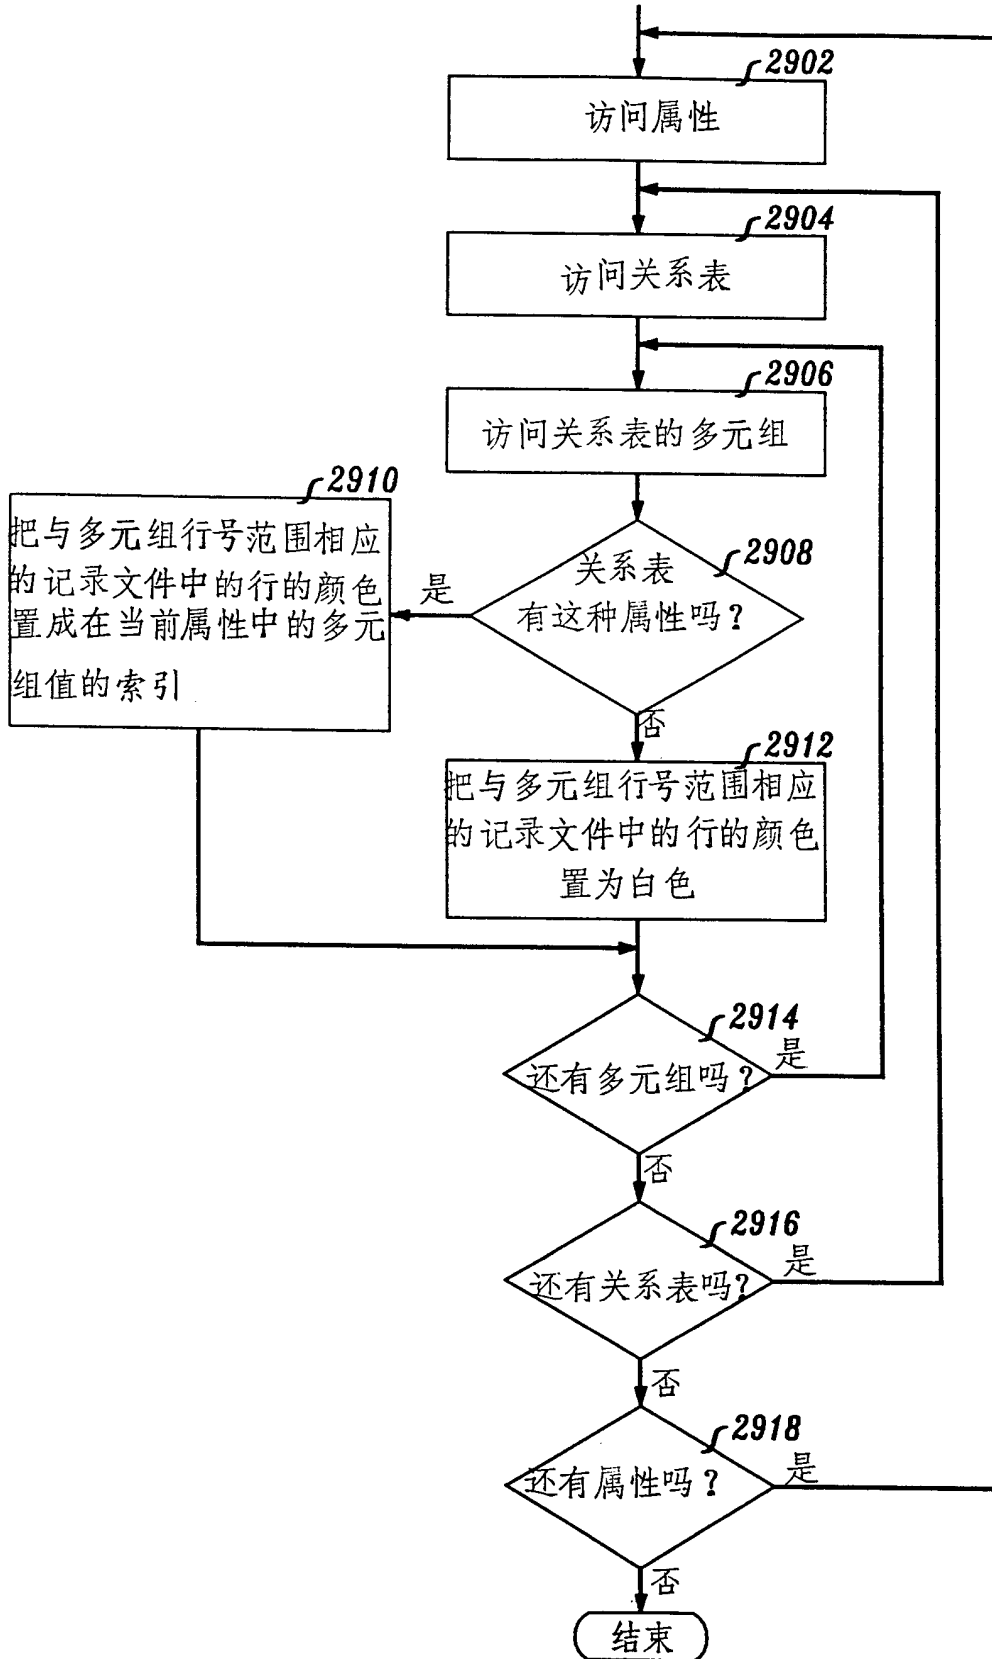 2902
访问属性
2904
访问关系表
2906
访问关系表的多元组
2910
把与多元组行号范围相应
的记录文件中的行的颜色
置成在当前属性中的多元
组值的索引
是
2908
关系表
有这种属性吗?
否
2912
把与多元组行号范围相应
的记录文件中的行的颜色
置为白色
2914
还有多元组吗?
是
否
2916
还有关系表吗?
是
否
2918
还有属性吗?
是
否
结束